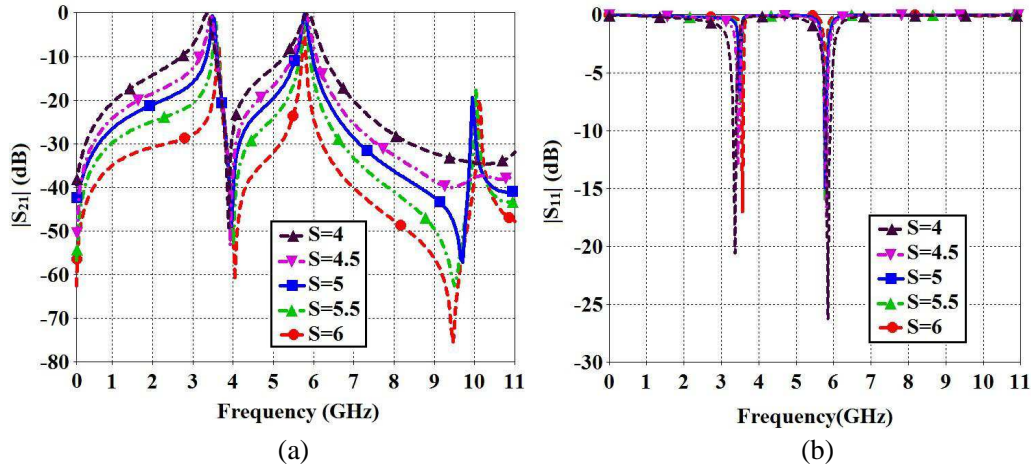 0
-10
-20
-30
-40
-50
-60
-70
-80
|S21| (dB)
S=4
S=4.5
S=5
S=5.5
S=6
0 1 2 3 4 5 6 7 8 9 10 11
Frequency (GHz)
(a)
0
-5
-10
-15
-20
-25
-30
|S11| (dB)
S=4
S=4.5
S=5
S=5.5
S=6
0 1 2 3 4 5 6 7 8 9 10 11
Frequency(GHz)
(b)